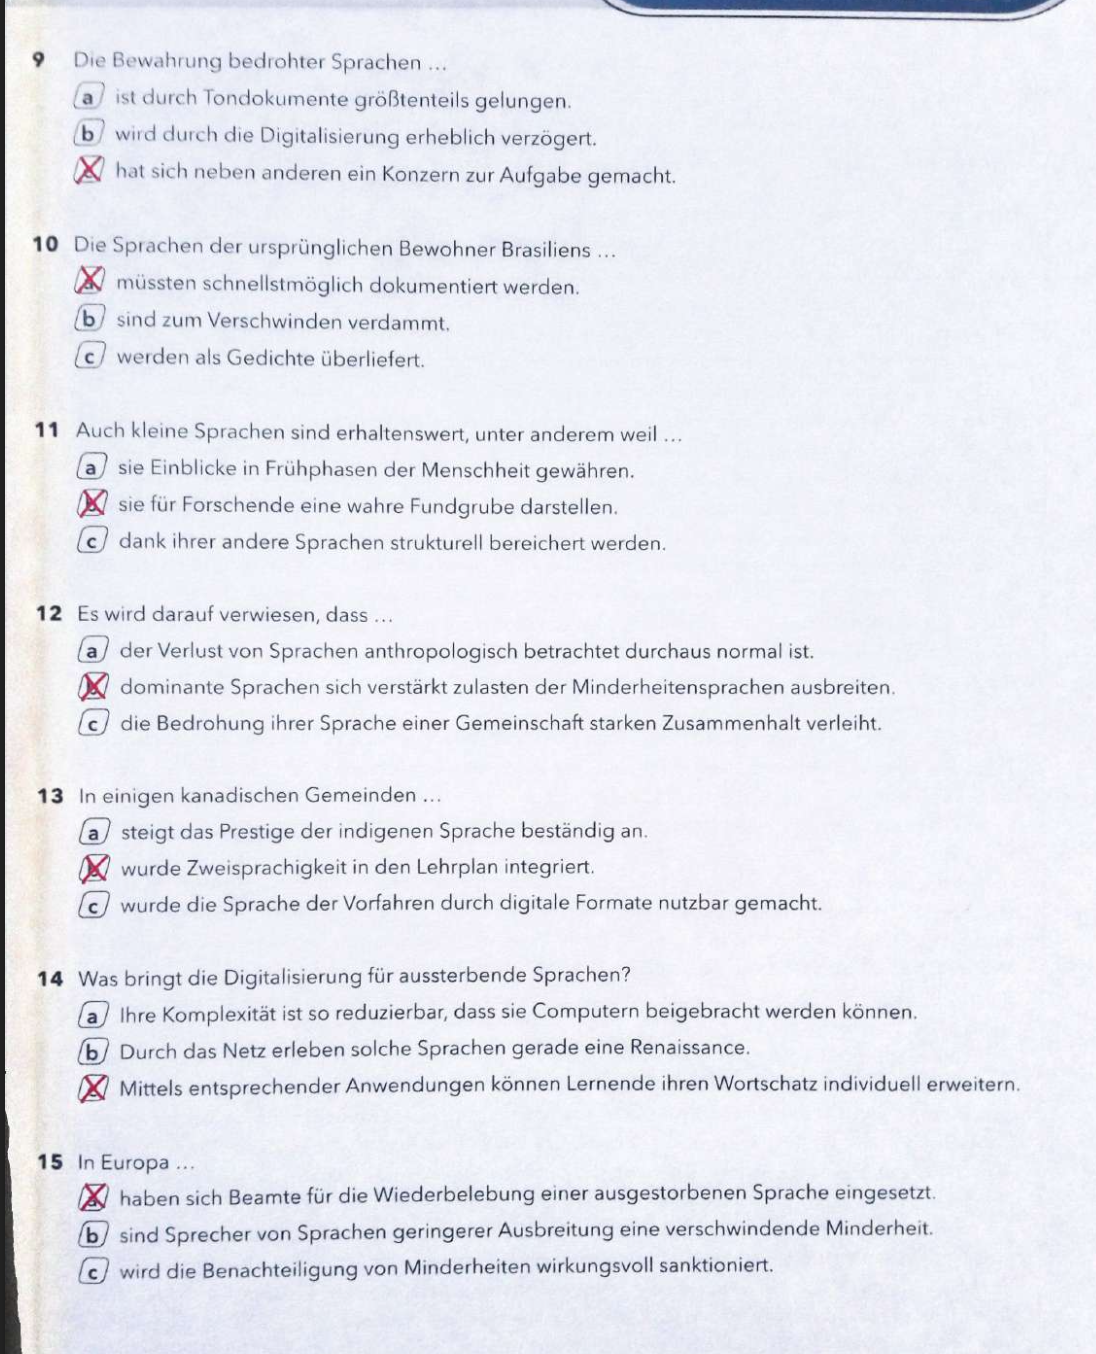 9 Die Bewahrung bedrohter Sprachen …
a ist durch Tondokumente größtenteils gelungen.
b wird durch die Digitalisierung erheblich verzögert.
hat sich neben anderen ein Konzern zur Aufgabe gemacht.
10 Die Sprachen der ursprünglichen Bewohner Brasiliens …
müssten schnellstmöglich dokumentiert werden.
b sind zum Verschwinden verdammt.
c werden als Gedichte überliefert.
11 Auch kleine Sprachen sind erhaltenswert, unter anderem weil …
a sie Einblicke in Frühphasen der Menschheit gewähren.
b sie für Forschende eine wahre Fundgrube darstellen.
c dank ihrer andere Sprachen strukturell bereichert werden.
12 Es wird darauf verwiesen, dass …
a der Verlust von Sprachen anthropologisch betrachtet durchaus normal ist.
b dominante Sprachen sich verstärkt zulasten der Minderheitensprachen ausbreiten.
c die Bedrohung ihrer Sprache einer Gemeinschaft starken Zusammenhalt verleiht.
13 In einigen kanadischen Gemeinden …
a steigt das Prestige der indigenen Sprache beständig an.
b wurde Zweisprachigkeit in den Lehrplan integriert.
c wurde die Sprache der Vorfahren durch digitale Formate nutzbar gemacht.
14 Was bringt die Digitalisierung für aussterbende Sprachen?
a Ihre Komplexität ist so reduzierbar, dass sie Computern beigebracht werden können.
b Durch das Netz erleben solche Sprachen gerade eine Renaissance.
Mittels entsprechender Anwendungen können Lernende ihren Wortschatz individuell erweitern.
15 In Europa …
a haben sich Beamte für die Wiederbelebung einer ausgestorbenen Sprache eingesetzt.
b sind Sprecher von Sprachen geringerer Ausbreitung eine verschwindende Minderheit.
c wird die Benachteiligung von Minderheiten wirkungsvoll sanktioniert.